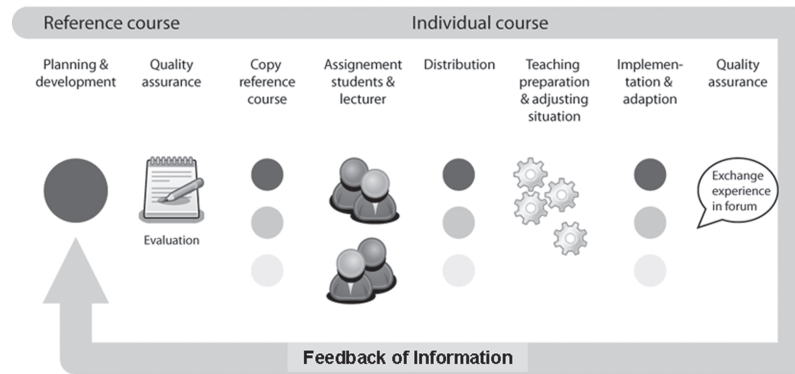 Reference course
Individual course
Planning &
development
Quality
assurance
Copy
reference
course
Assignement
students &
lecturer
Distribution
Teaching
preparation
& adjusting
situation
Implemen-
tation &
adaption
Quality
assurance
Evaluation
Exchange
experience
in forum
Feedback of Information